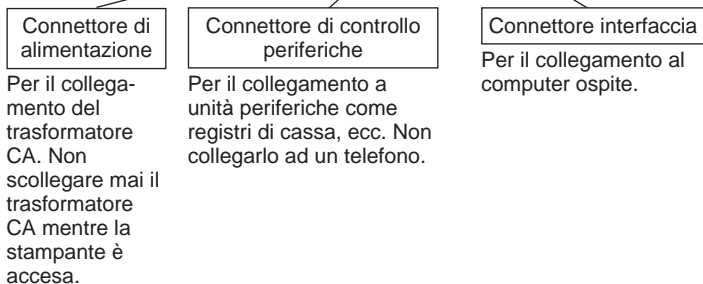 Connettore di
alimentazione
Per il collega-
mento del
trasformatore
CA. Non
scollegare mai il
trasformatore
CA mentre la
stampante è
accesa.
Connettore di controllo
periferiche
Per il collegamento a
unità periferiche come
registri di cassa, ecc. Non
collegarlo ad un telefono.
Connettore interfaccia
Per il collegamento al
computer ospite.